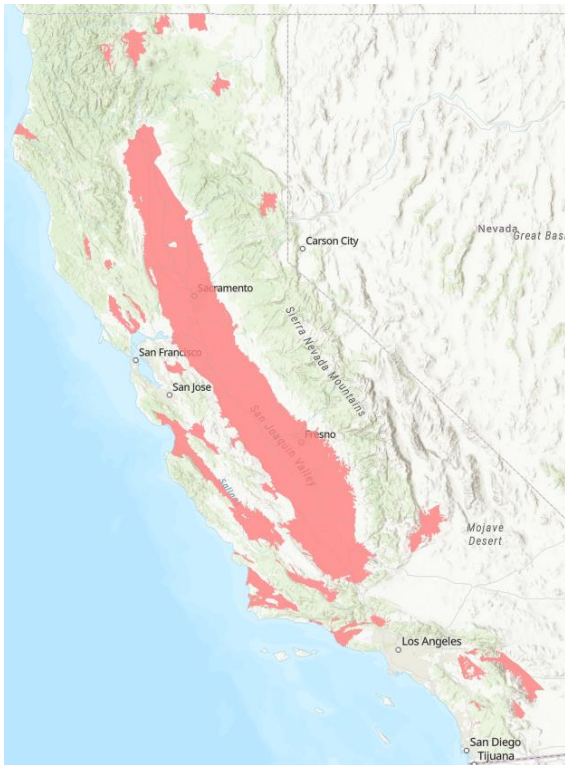 Nevada
Great Bas
Carson City
Sacramento
Sierra Nevada Mountains
San Francisco
San Jose
Fresno
San Joaquin Valley
Salin
Mojave
Desert
Los Angeles
San Diego
Tijuana